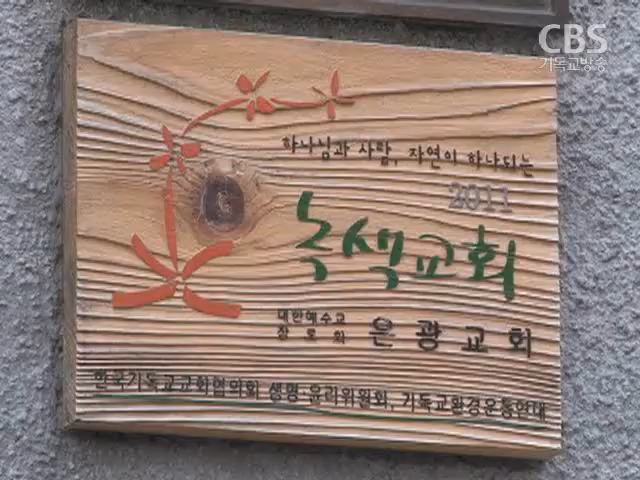 CBS
기독교방송
하나님과 사람, 자연이 하나되는
2011
녹색교회
대한예수교
장로회 은광교회
한국기독교교회협의회 생명·윤리위원회, 기독교환경운동연대